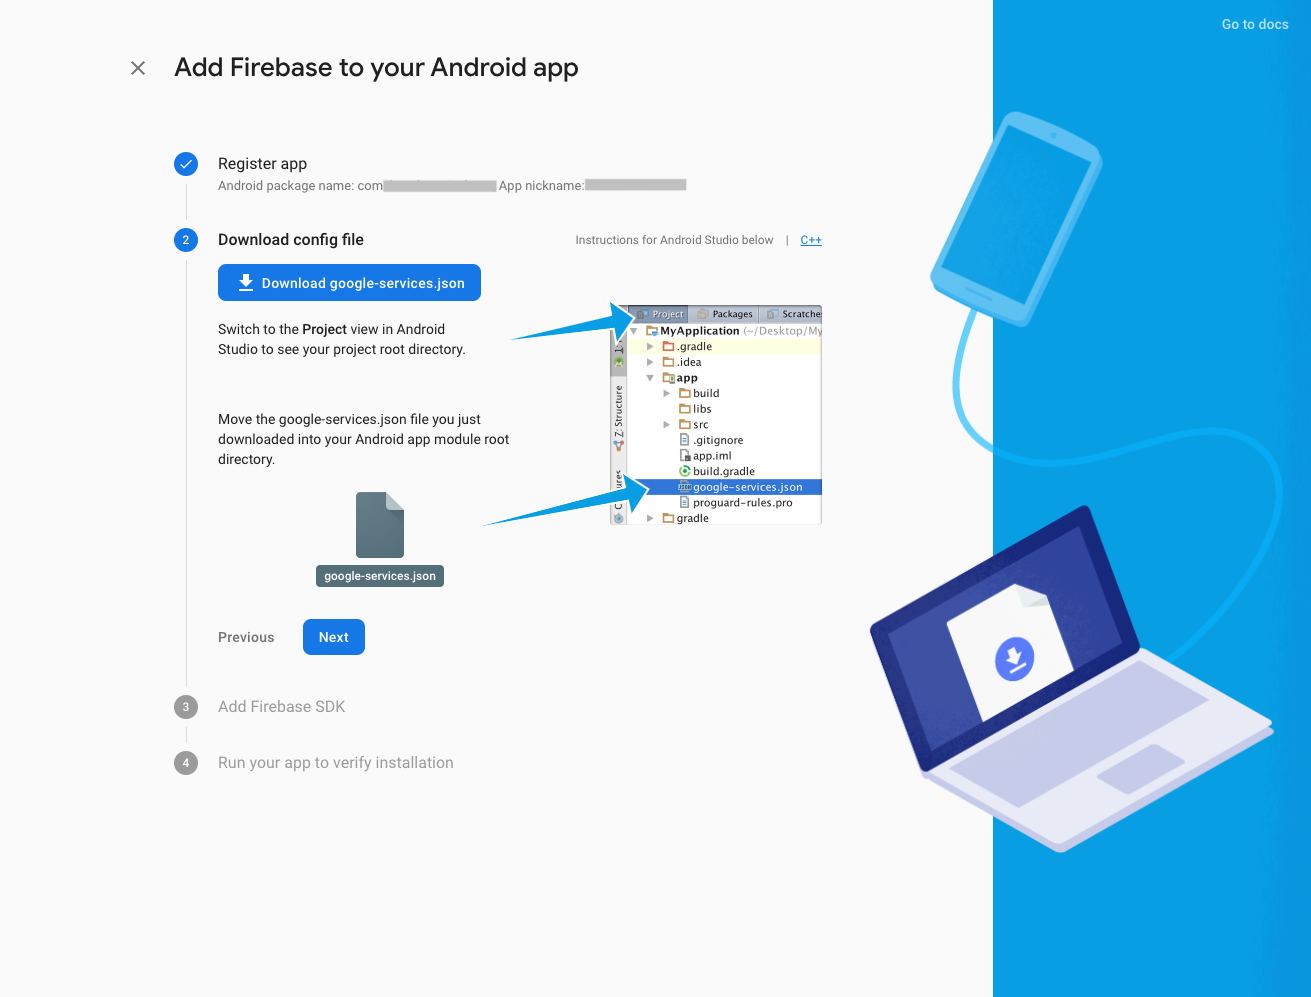 Go to docs
Add Firebase to your Android app
Register app
Android package name: com App nickname:
2 Download config file
Instructions for Android Studio below | C++
Download google-services.json
Switch to the Project view in Android
Studio to see your project root directory.
Move the google-services.json file you just
downloaded into your Android app module root
directory.
google-services.json
Project Packages Scratches
MyApplication (~/Desktop/My
.gradle
.idea
app
build
libs
src
.gitignore
app.iml
build.gradle
google-services.json
proguard-rules.pro
gradle
1:
Z: Structure
Previous
Next
3 Add Firebase SDK
4 Run your app to verify installation